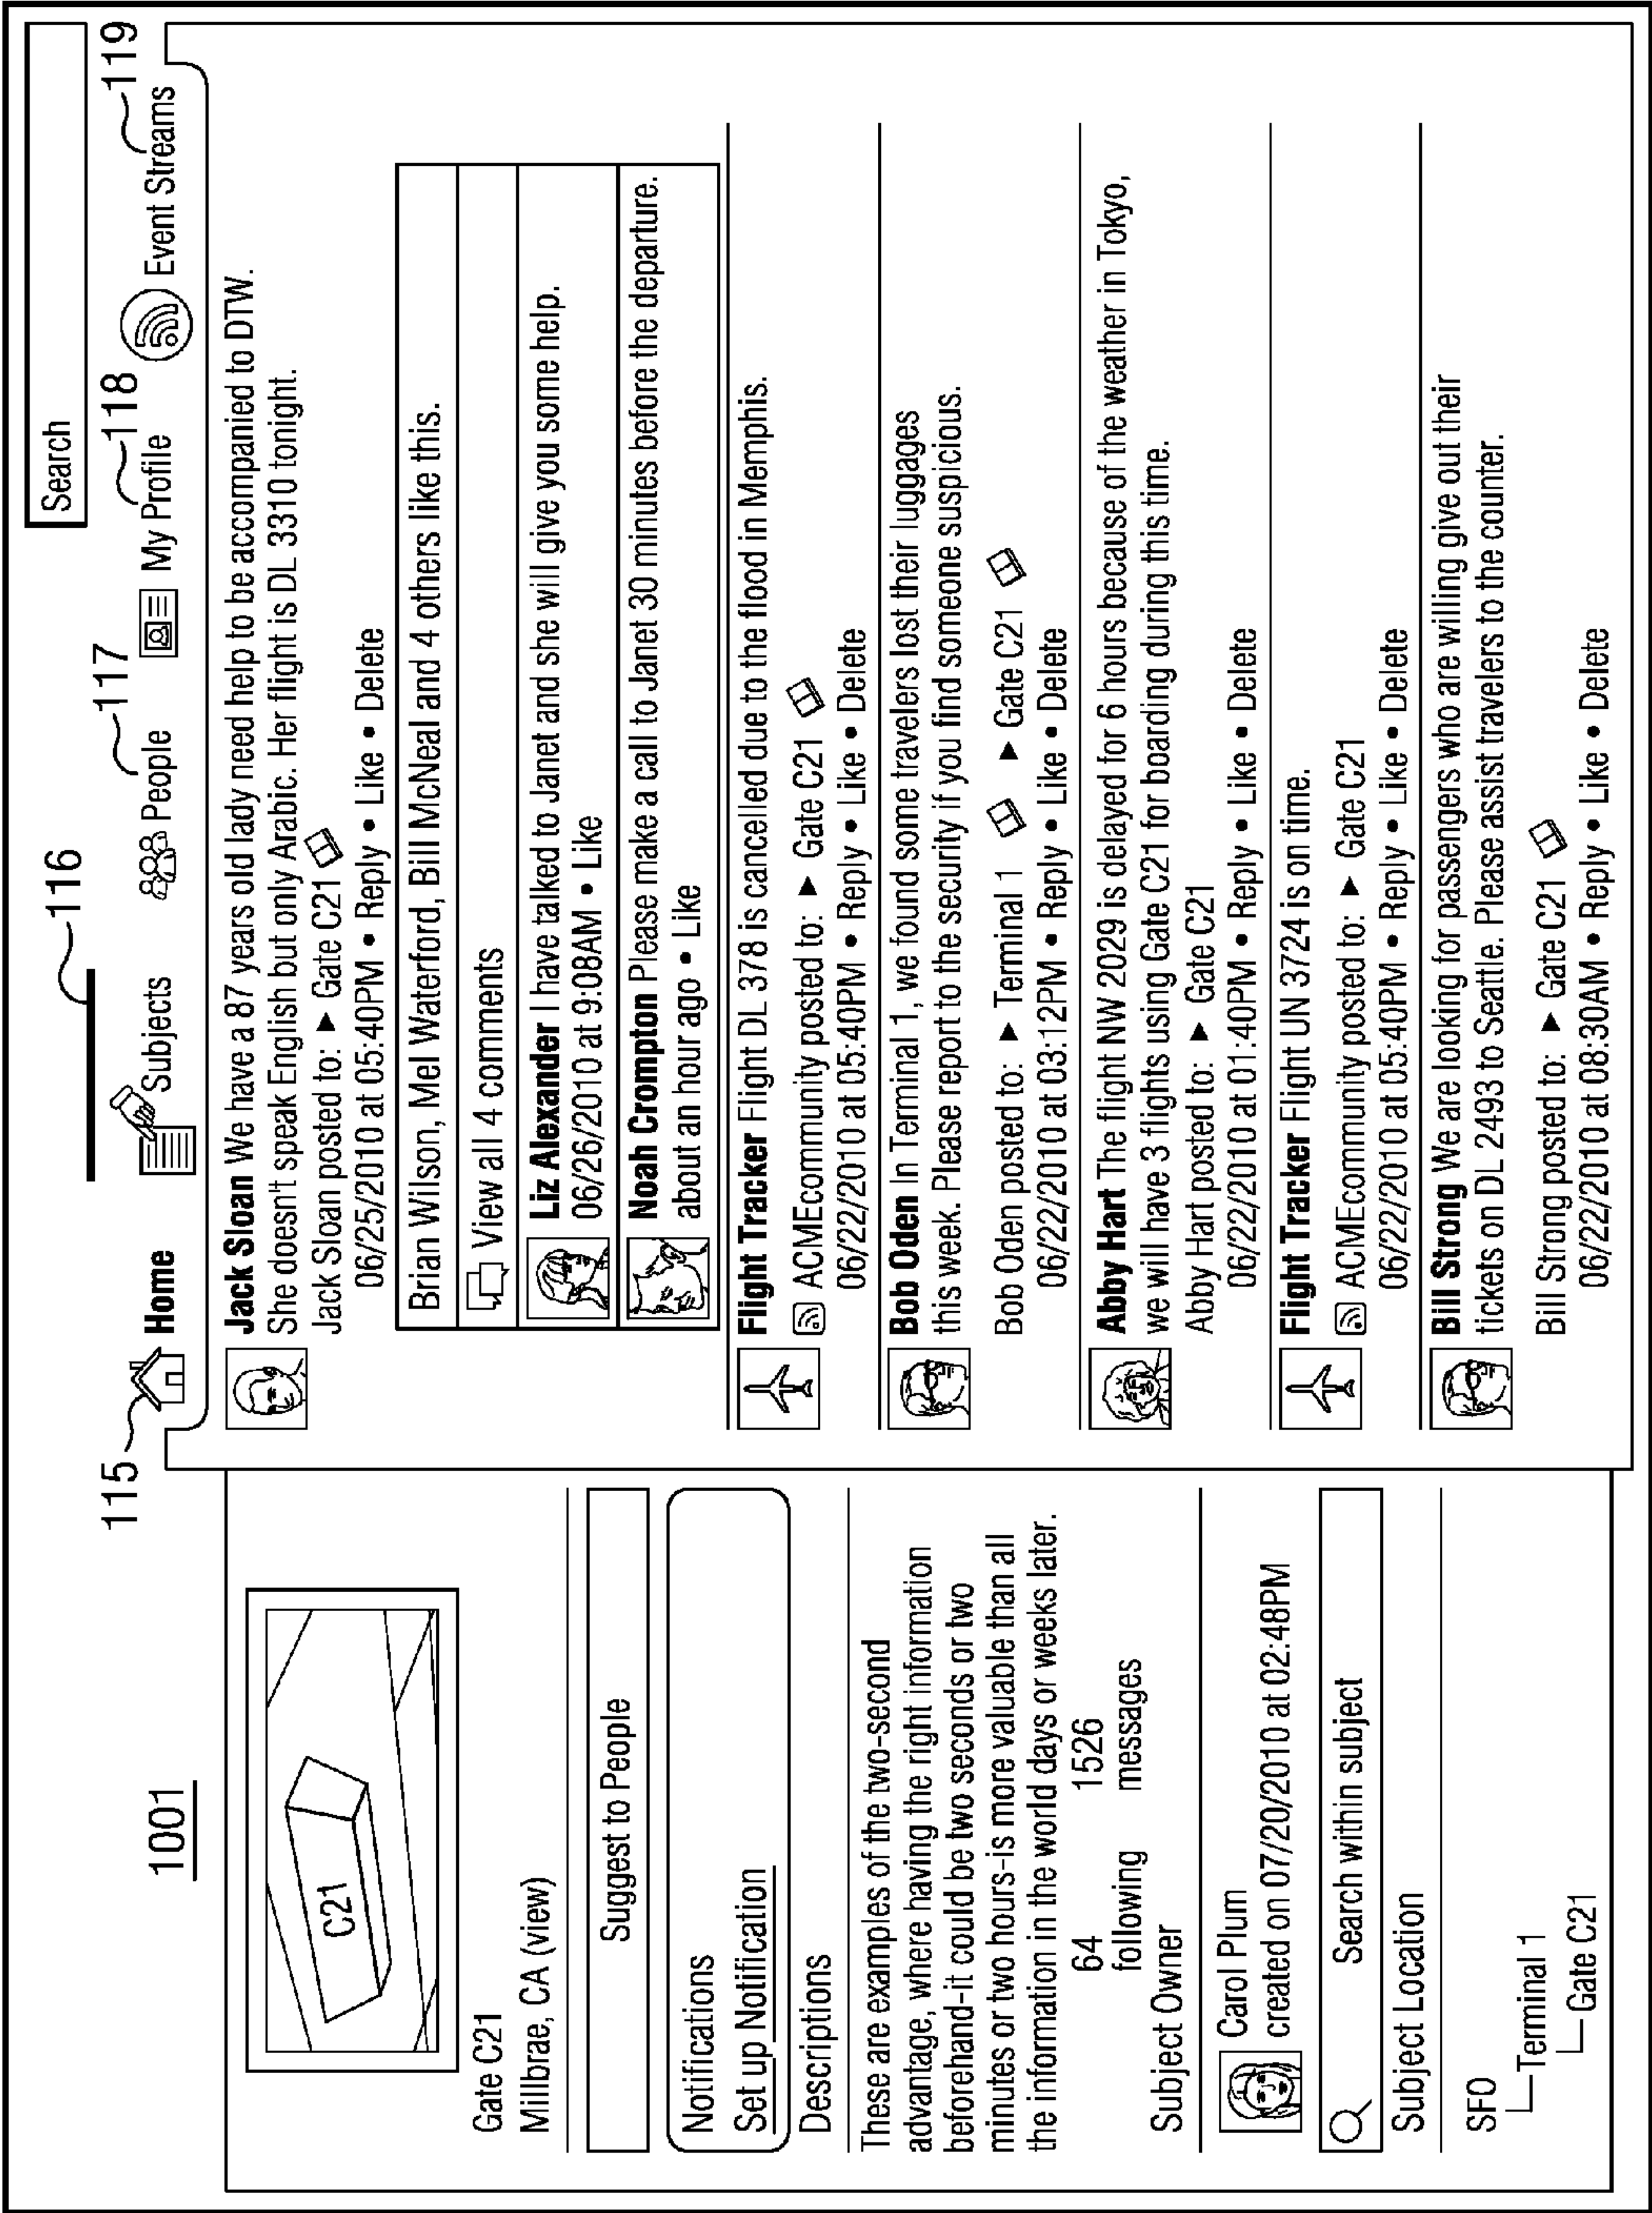 Search
115
116
117
118
119
Home
Subjects
People
My Profile
Event Streams
1001
C21
Gate C21
Millbrae, CA (view)
Suggest to People
Notifications
Set up Notification
Descriptions
These are examples of the two-second
advantage, where having the right information
beforehand-it could be two seconds or two
minutes or two hours-is more valuable than all
the information in the world days or weeks later.
64 1526
following messages
Subject Owner
Carol Plum
created on 07/20/2010 at 02:48PM
Search within subject
Subject Location
SFO
Terminal 1
Gate C21
Jack Sloan We have a 87 years old lady need help to be accompanied to DTW.
She doesn't speak English but only Arabic. Her flight is DL 3310 tonight.
Jack Sloan posted to: ► Gate C21
06/25/2010 at 05:40PM • Reply • Like • Delete
Brian Wilson, Mel Waterford, Bill McNeal and 4 others like this.
View all 4 comments
Liz Alexander I have talked to Janet and she will give you some help.
06/26/2010 at 9:08AM • Like
Noah Crompton Please make a call to Janet 30 minutes before the departure.
about an hour ago • Like
Flight Tracker Flight DL 378 is cancelled due to the flood in Memphis.
ACMEcommunity posted to: ► Gate C21
06/22/2010 at 05:40PM • Reply • Like • Delete
Bob Oden In Terminal 1, we found some travelers lost their luggages
this week. Please report to the security if you find someone suspicious.
Bob Oden posted to: ► Terminal 1 ► Gate C21
06/22/2010 at 03:12PM • Reply • Like • Delete
Abby Hart The flight NW 2029 is delayed for 6 hours because of the weather in Tokyo,
we will have 3 flights using Gate C21 for boarding during this time.
Abby Hart posted to: ► Gate C21
06/22/2010 at 01:40PM • Reply • Like • Delete
Flight Tracker Flight UN 3724 is on time.
ACMEcommunity posted to: ► Gate C21
06/22/2010 at 05:40PM • Reply • Like • Delete
Bill Strong We are looking for passengers who are willing give out their
tickets on DL 2493 to Seattle. Please assist travelers to the counter.
Bill Strong posted to: ► Gate C21
06/22/2010 at 08:30AM • Reply • Like • Delete